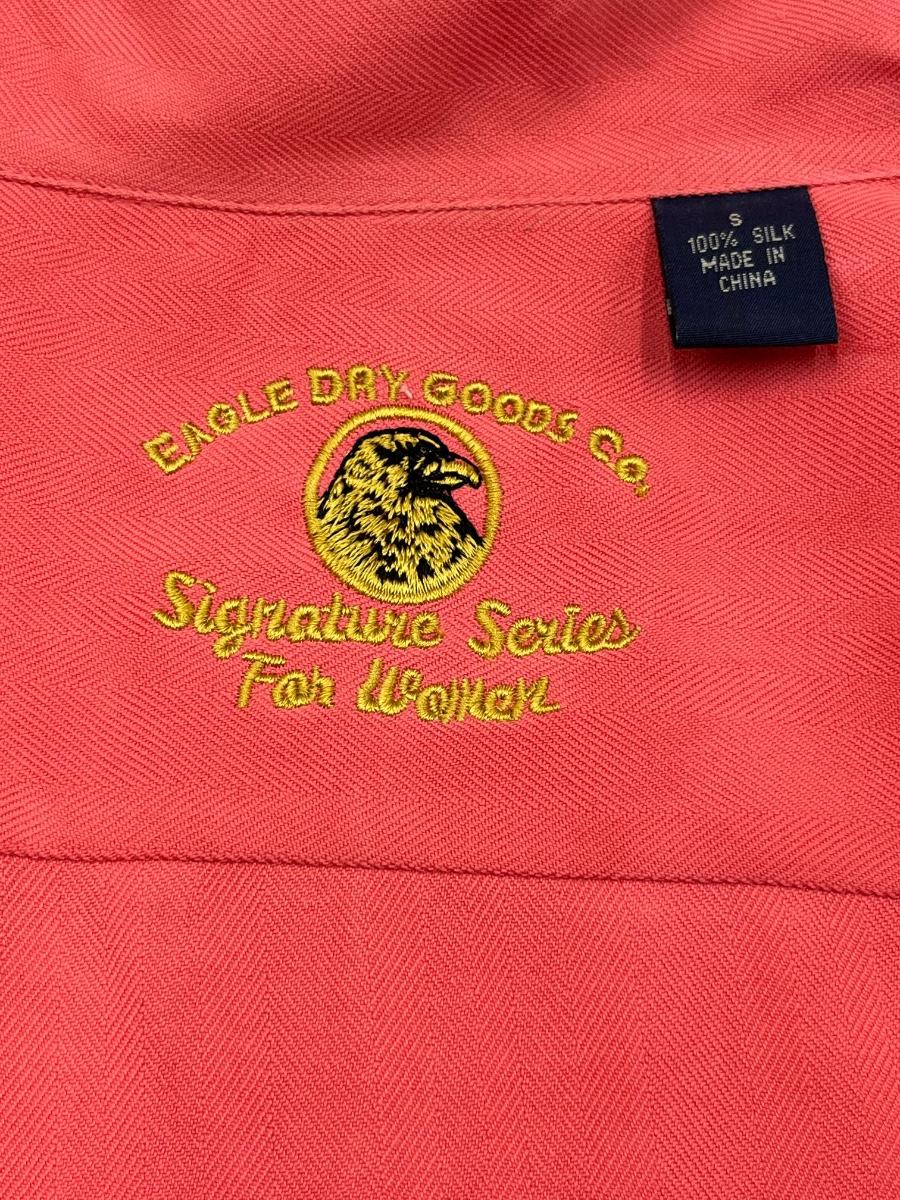 S
100% SILK
MADE IN
CHINA
EAGLE DRY GOODS CO.
Signature Series
For Women